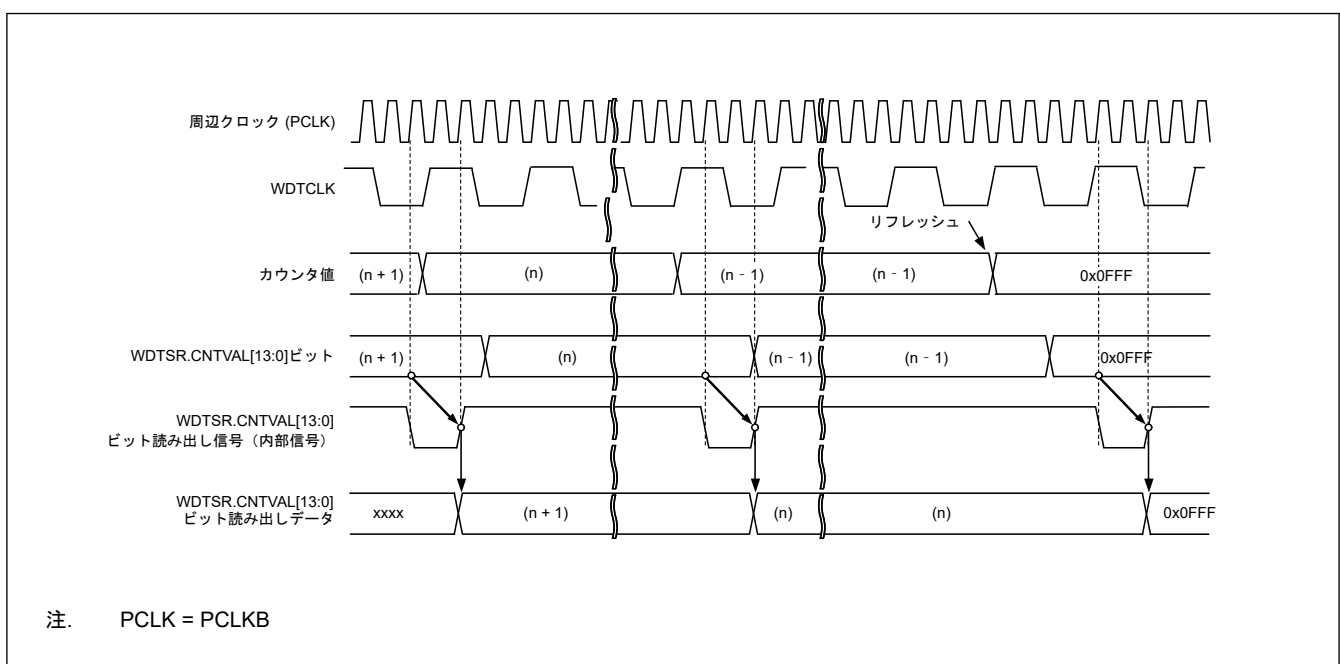 周辺クロック (PCLK)
WDTCLK
リフレッシュ
カウンタ値 (n + 1) (n) (n - 1) (n - 1) 0x0FFF
WDTSR.CNTVAL[13:0]ビット (n + 1) (n) (n - 1) (n - 1) 0x0FFF
WDTSR.CNTVAL[13:0]
ビット読み出し信号（内部信号）
WDTSR.CNTVAL[13:0]
ビット読み出しデータ xxxx (n + 1) (n) (n) 0x0FFF
注. PCLK = PCLKB